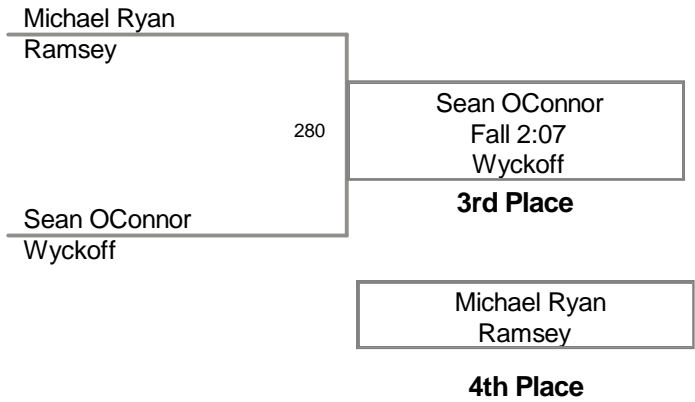 Michael Ryan
Ramsey
280
Sean OConnor
Fall 2:07
Wyckoff
3rd Place
Sean OConnor
Wyckoff
Michael Ryan
Ramsey
4th Place